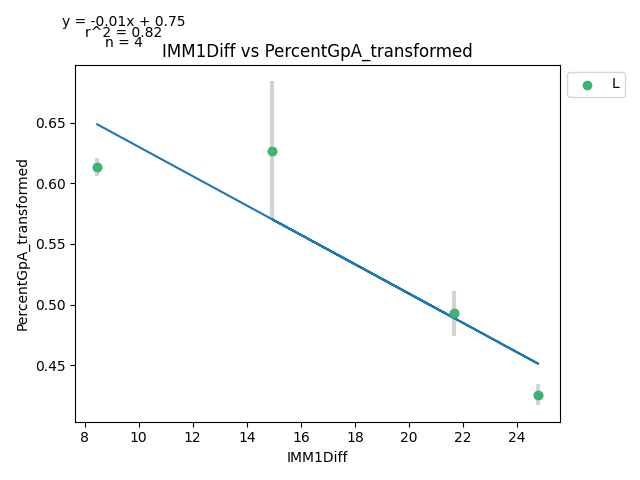 y = -0.01x + 0.75
r^2 = 0.82
n = 4
IMM1Diff vs PercentGpA_transformed
L
PercentGpA_transformed
0.65
0.60
0.55
0.50
0.45
8 10 12 14 16 18 20 22 24
IMM1Diff